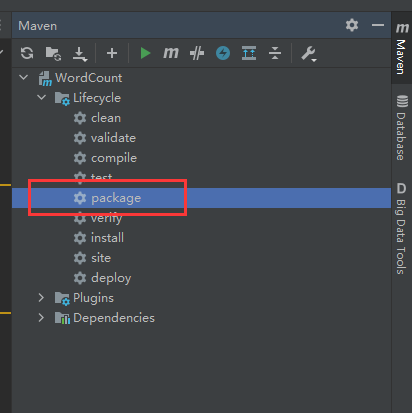 Maven
WordCount
Lifecycle
clean
validate
compile
test
package
verify
install
site
deploy
Plugins
Dependencies
m
Maven
Database
D
Big Data Tools